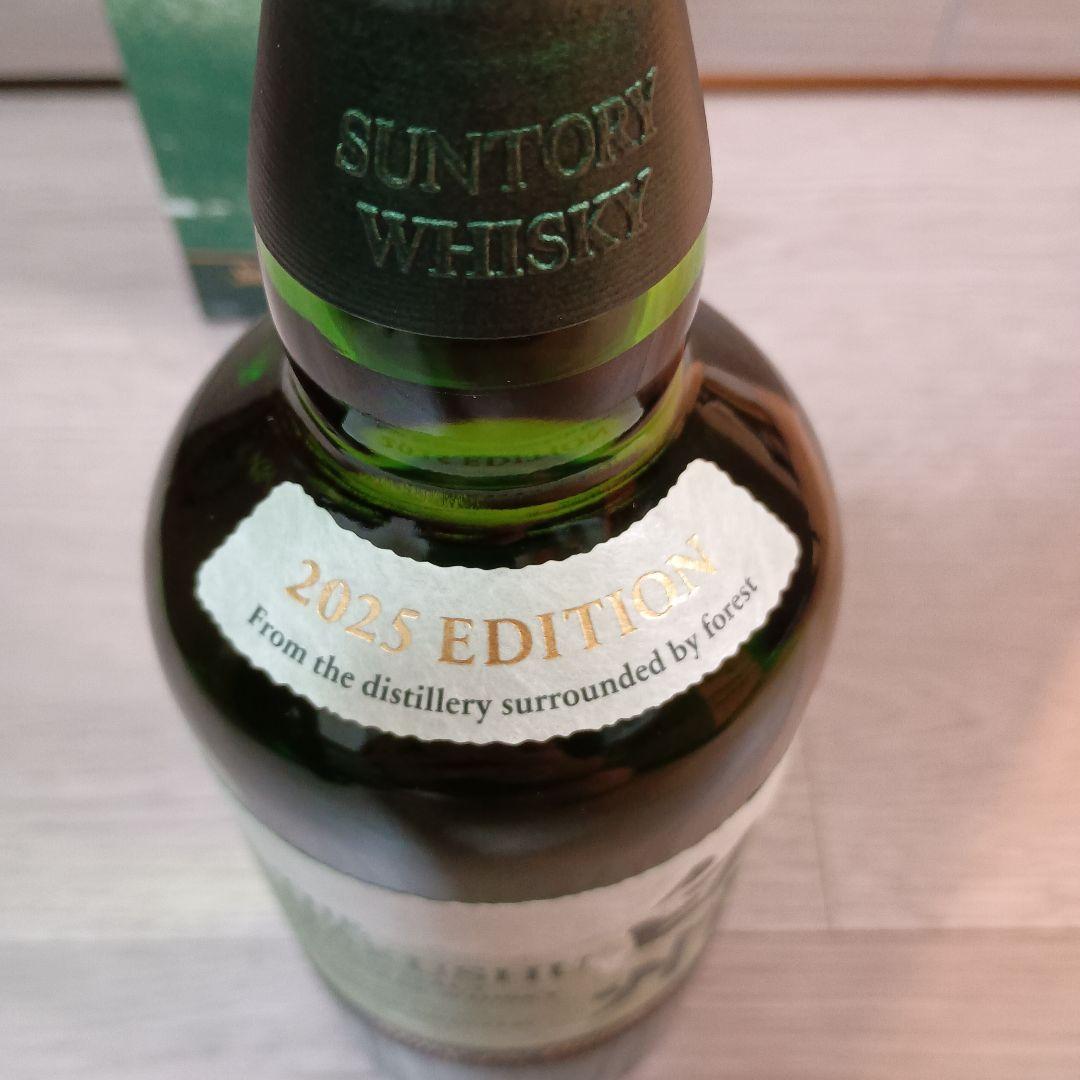 SUNTORY
WHISKY
2025 EDITION
From the distillery surrounded by forest